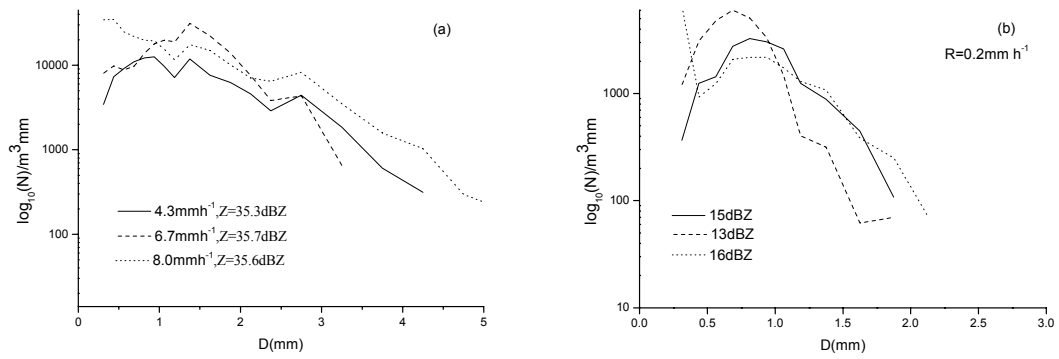 (a)
10000
1000
100
log10(N)/m3mm
4.3mmh-1,Z=35.3dBZ
6.7mmh-1,Z=35.7dBZ
8.0mmh-1,Z=35.6dBZ
0 1 2 3 4 5
D(mm)
(b)
R=0.2mm h-1
1000
100
10
log10(N)/m3mm
15dBZ
13dBZ
16dBZ
0.0 0.5 1.0 1.5 2.0 2.5 3.0
D(mm)